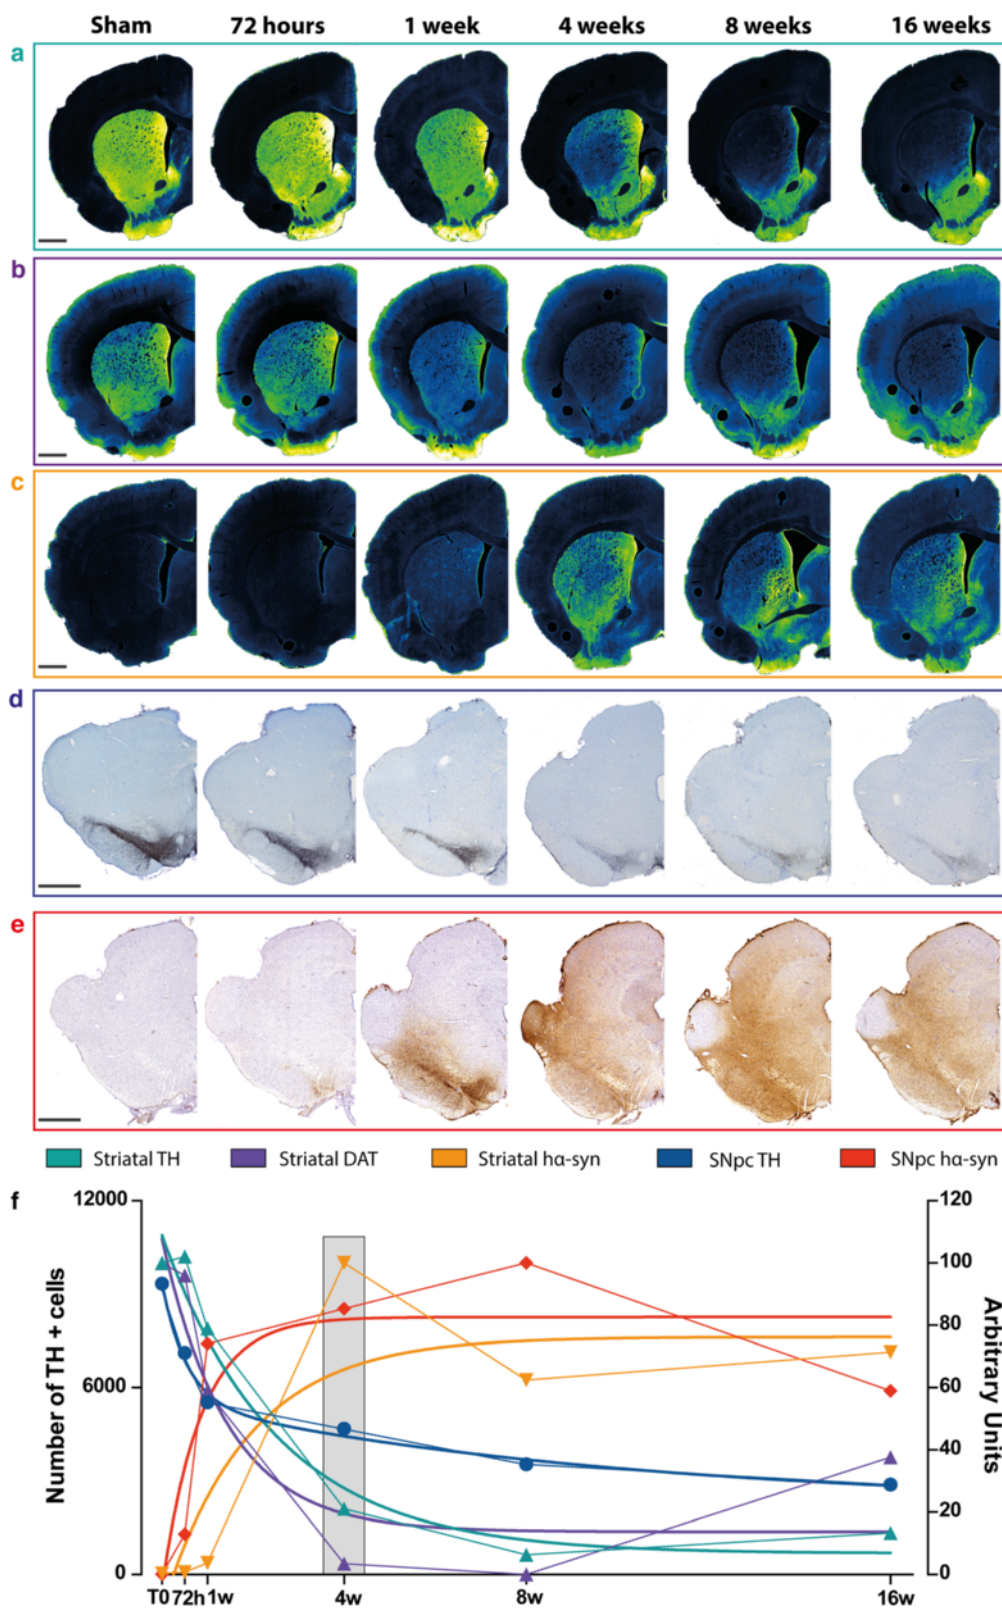 Sham 72 hours 1 week 4 weeks 8 weeks 16 weeks
a
b
c
d
e
Striatal TH Striatal DAT Striatal hα-syn SNpc TH SNpc hα-syn
f
12000 120
100
80
6000 60
40
20
0 0
Number of TH + cells
Arbitrary Units
T0 72h 1w 4w 8w 16w